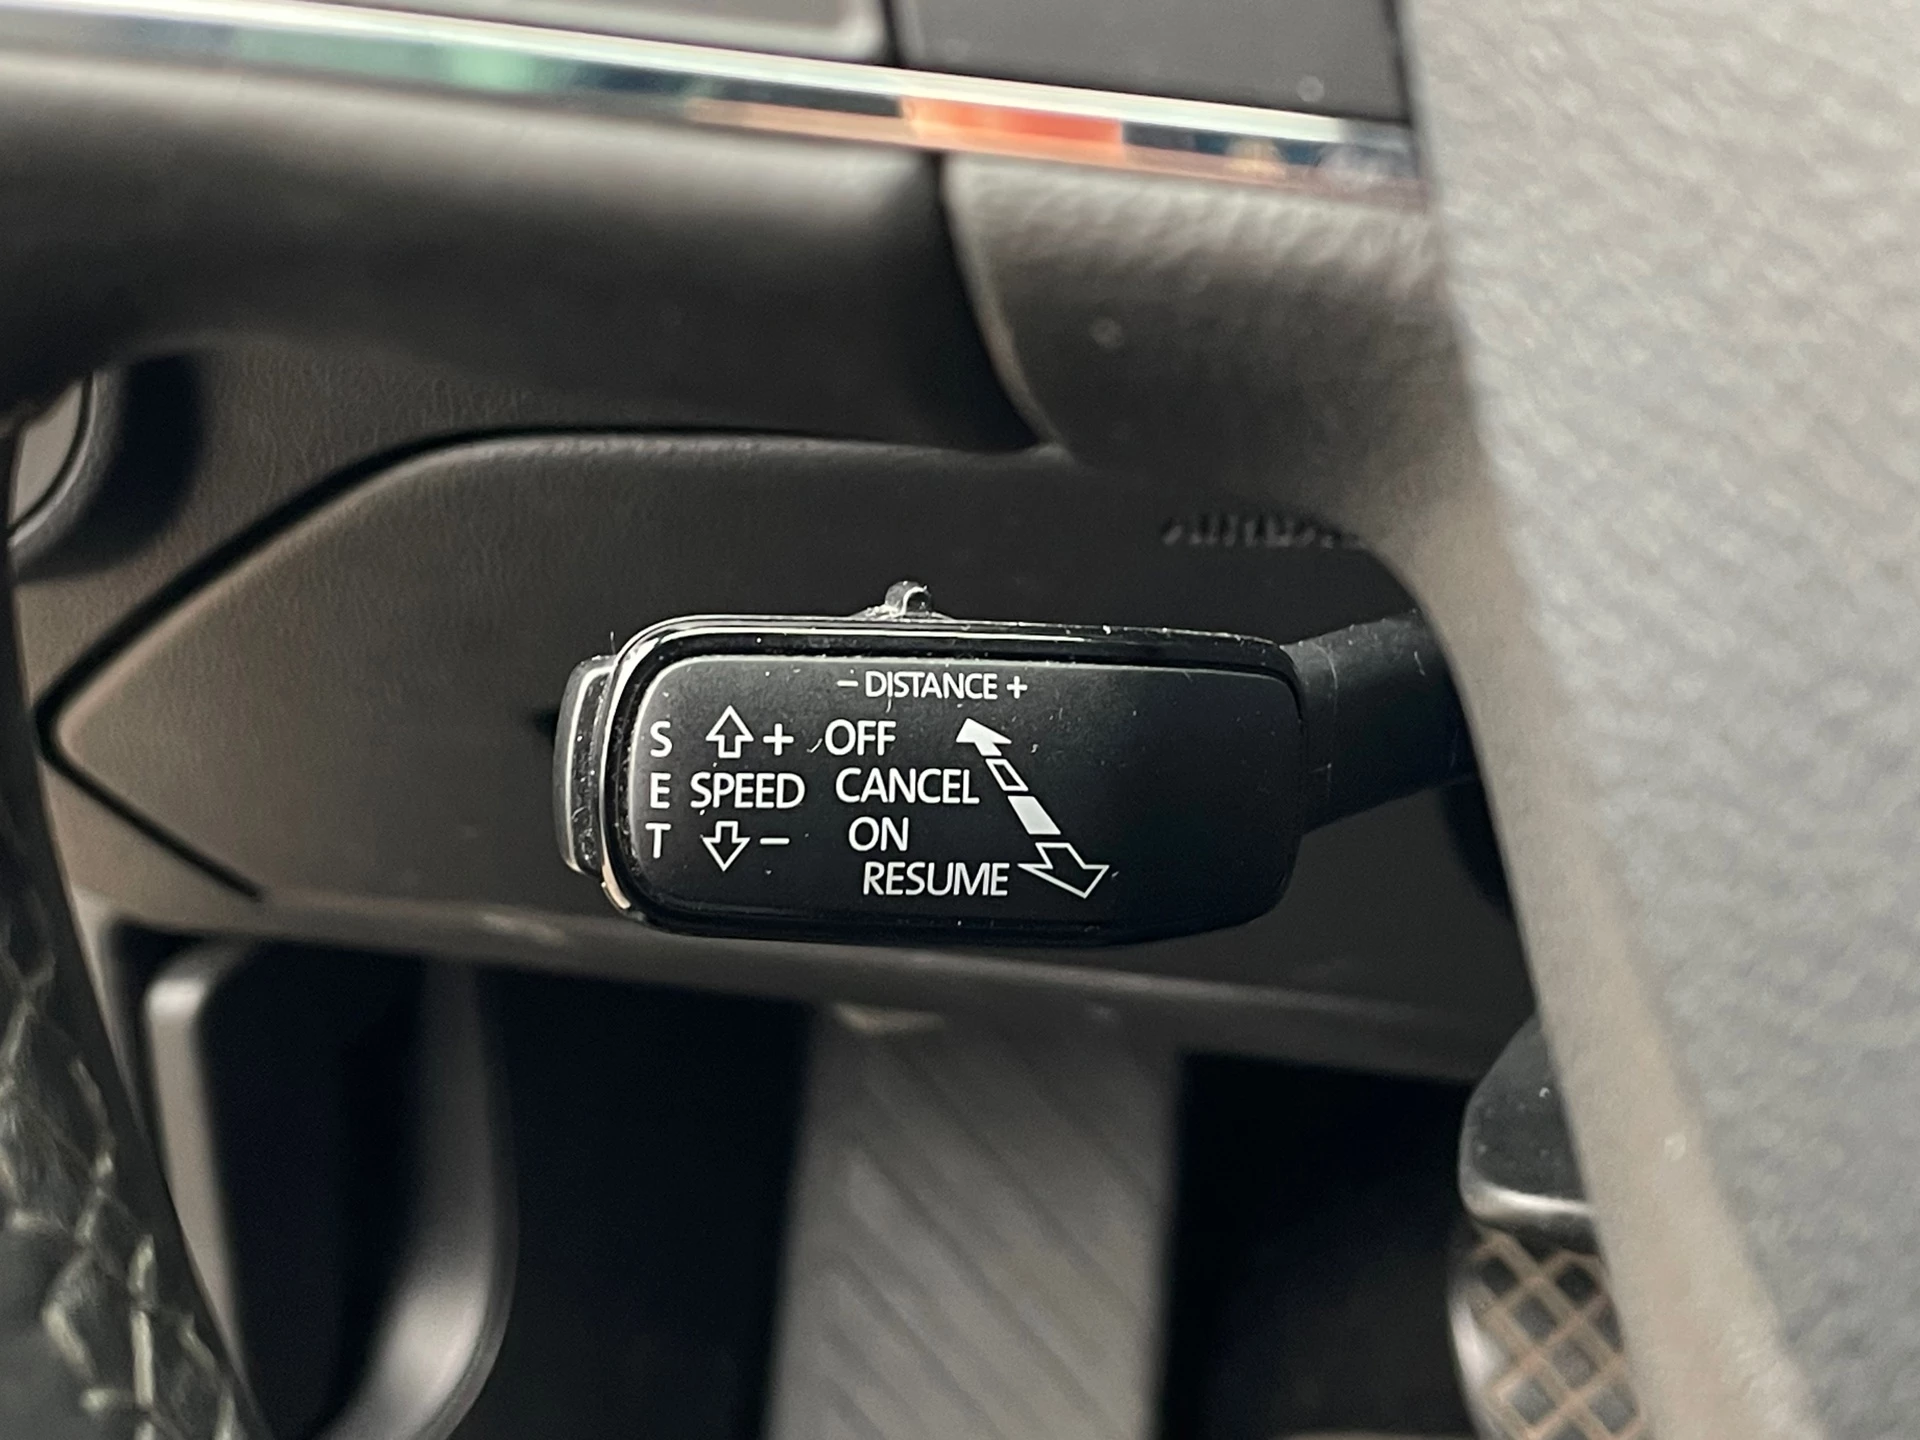 – DISTANCE +
S + OFF
E SPEED CANCEL
T – ON
RESUME